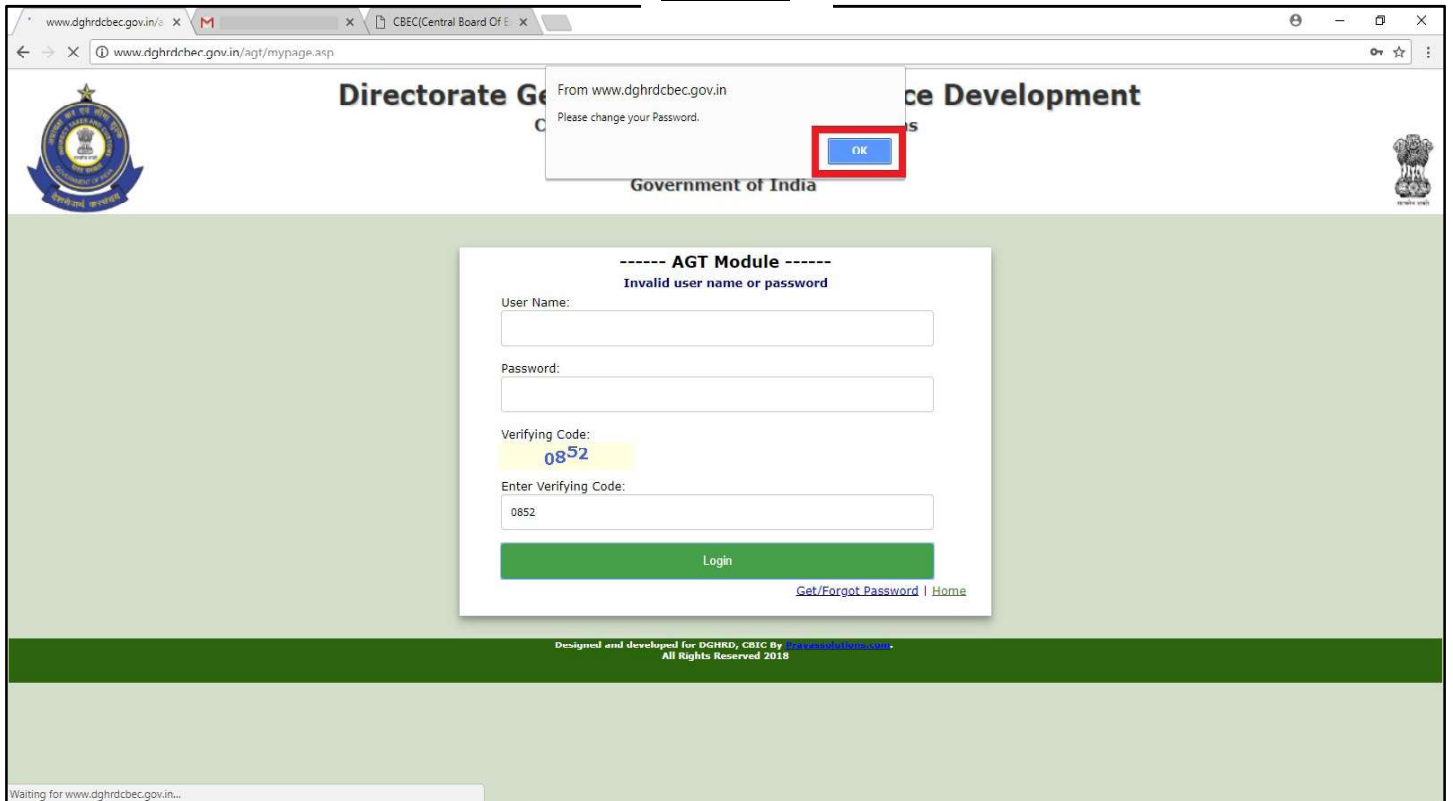 www.dghrdcbec.gov.in/a
CBEC(Central Board Of E
www.dghrdcbec.gov.in/agt/mypage.asp
Directorate Ge
ce Development
From www.dghrdcbec.gov.in
Please change your Password.
OK
C
ns
Government of India
------ AGT Module ------
Invalid user name or password
User Name:
Password:
Verifying Code:
0852
Enter Verifying Code:
0852
Login
Get/Forgot Password | Home
Designed and developed for DGHRD, CBIC By Prayassolutions.com.
All Rights Reserved 2018
Waiting for www.dghrdcbec.gov.in...